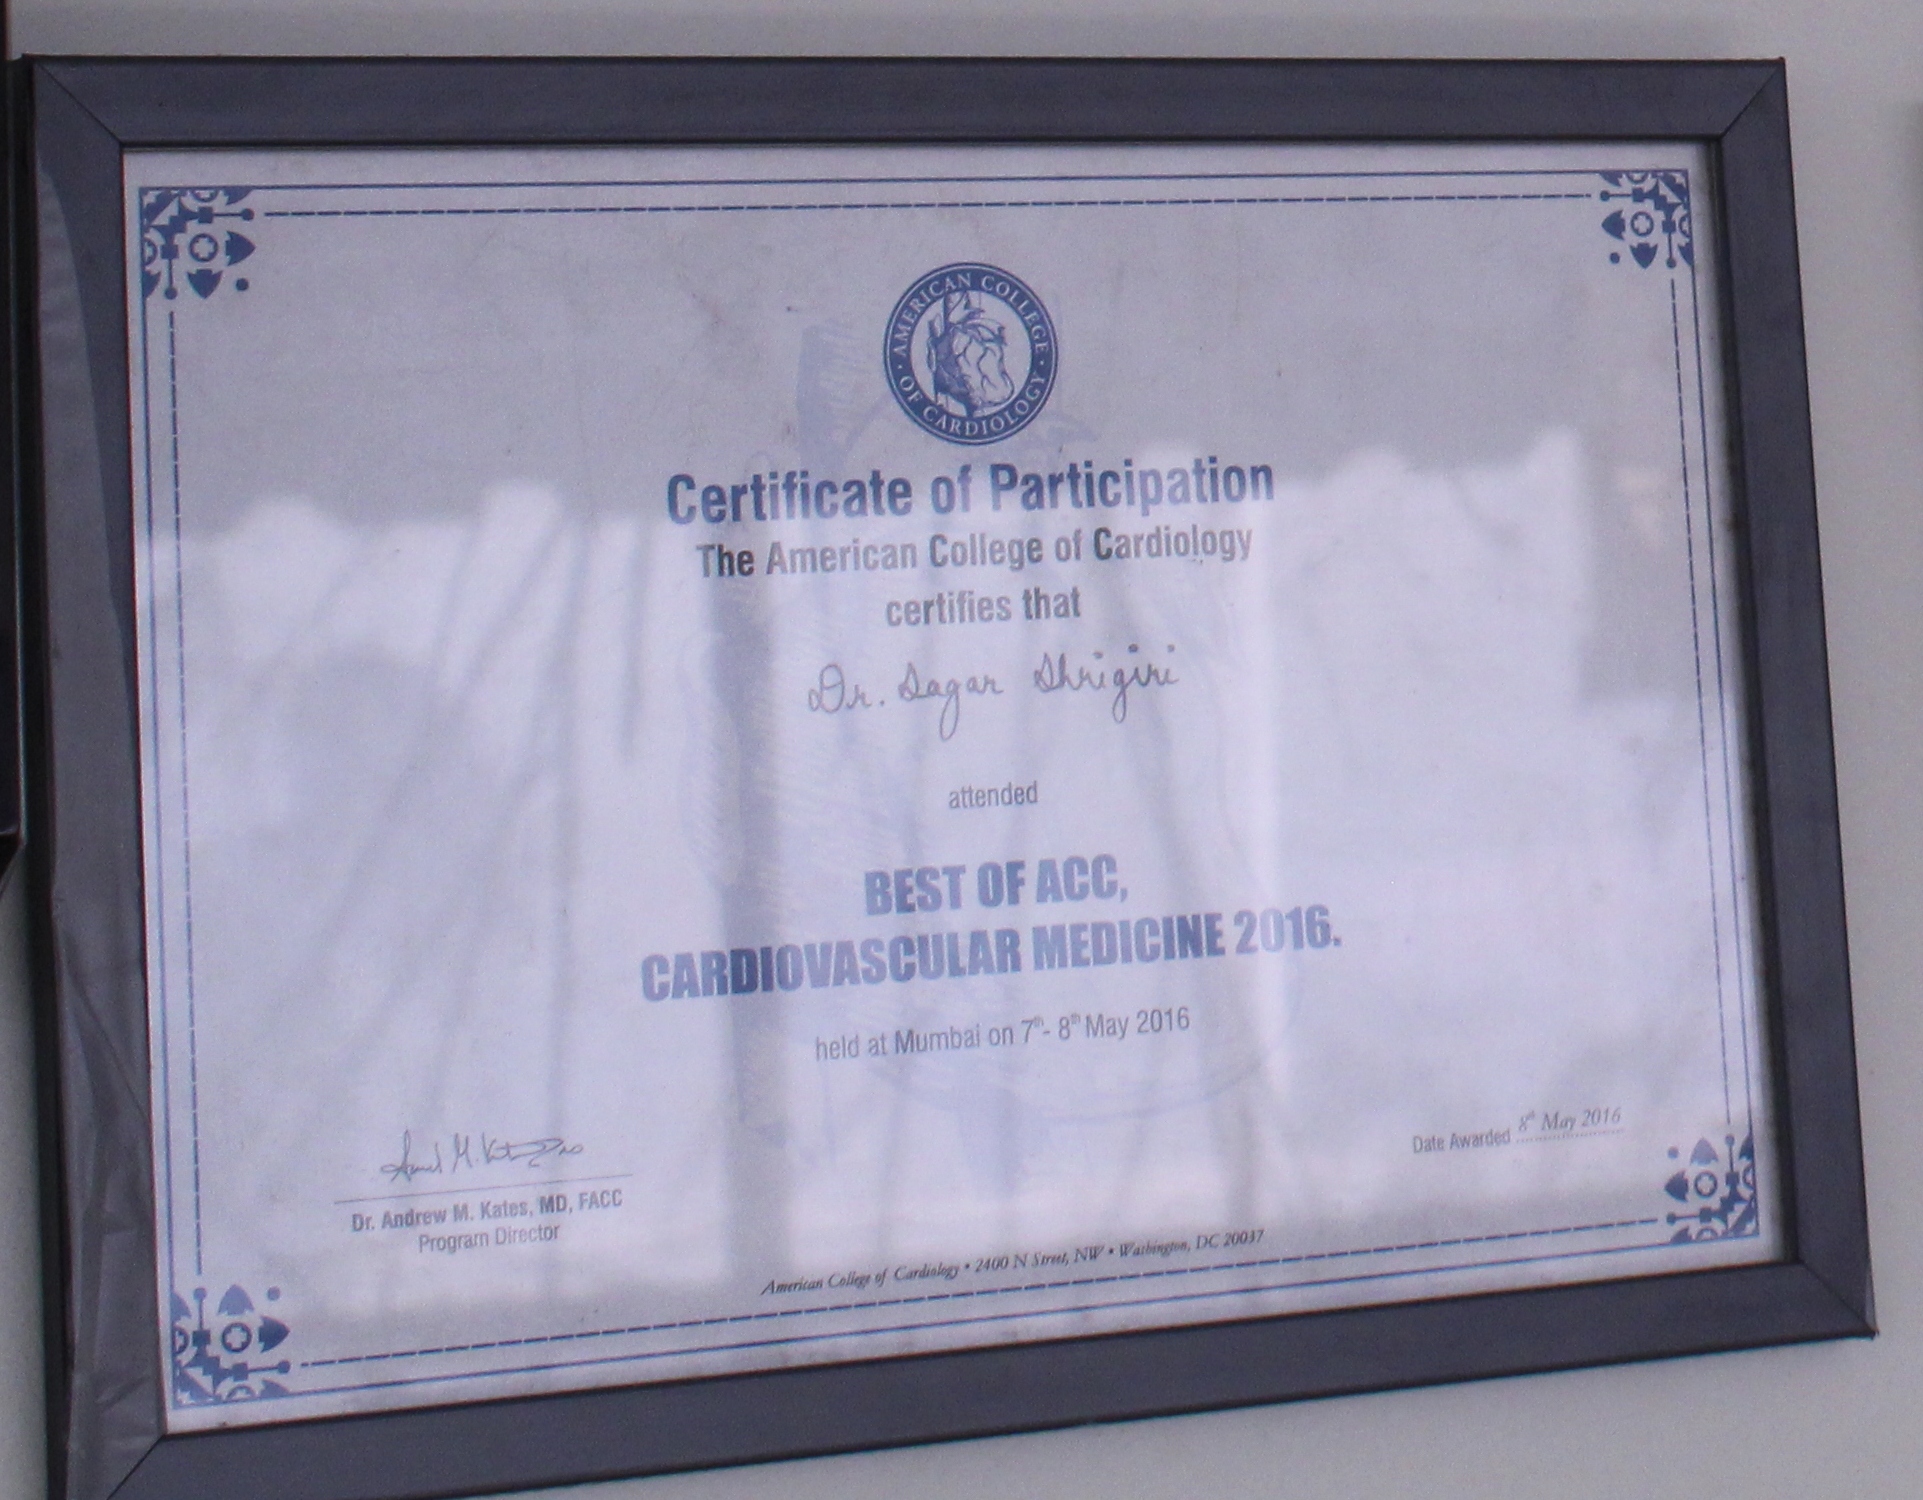 AMERICAN COLLEGE OF CARDIOLOGY
Certificate of Participation
The American College of Cardiology
certifies that
Dr. Sagar Shrigiri
attended
BEST OF ACC,
CARDIOVASCULAR MEDICINE 2016.
held at Mumbai on 7th- 8th May 2016
Date Awarded 8th May 2016
Dr. Andrew M. Kates, MD, FACC
Program Director
American College of Cardiology • 2400 N Street, NW • Washington, DC 20037